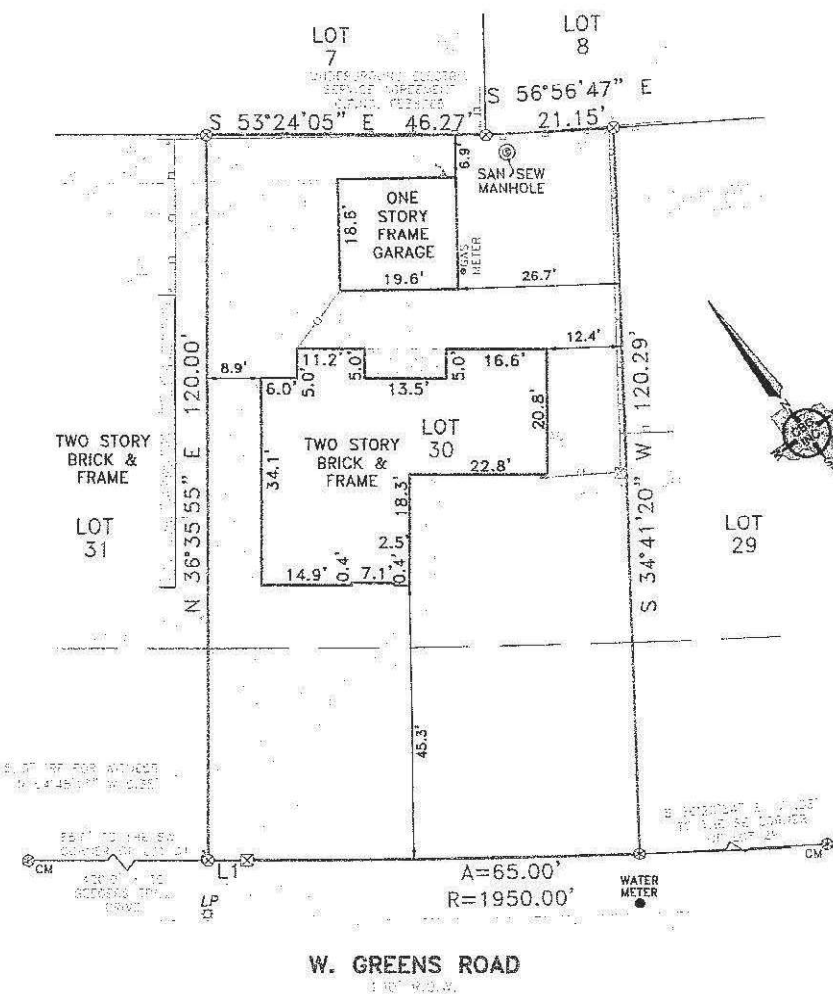 LOT
7
LOT
8
UNDERGROUND ELECTRIC
SERVICE AGREEMENT
S 53°24'05" E 46.27'
S 56°56'47" E
21.15'
6.9'
SAN SEW
MANHOLE
ONE
STORY
FRAME
GARAGE
18.6'
19.6'
GAS
METER
26.7'
12.4'
8.9'
11.2'
5.0'
16.6'
6.0'
5.0'
13.5'
5.0'
20.8'
N 36°35'55" E 120.00'
S 34°41'20" W 120.29'
TWO STORY
BRICK &
FRAME
LOT
31
34.1'
TWO STORY
BRICK &
FRAME
LOT
30
22.8'
18.3'
2.5'
LOT
29
14.9'
0.4'
7.1'
0.4'
45.3'
CM
L1
LP
A=65.00'
R=1950.00'
WATER
METER
CM
W. GREENS ROAD